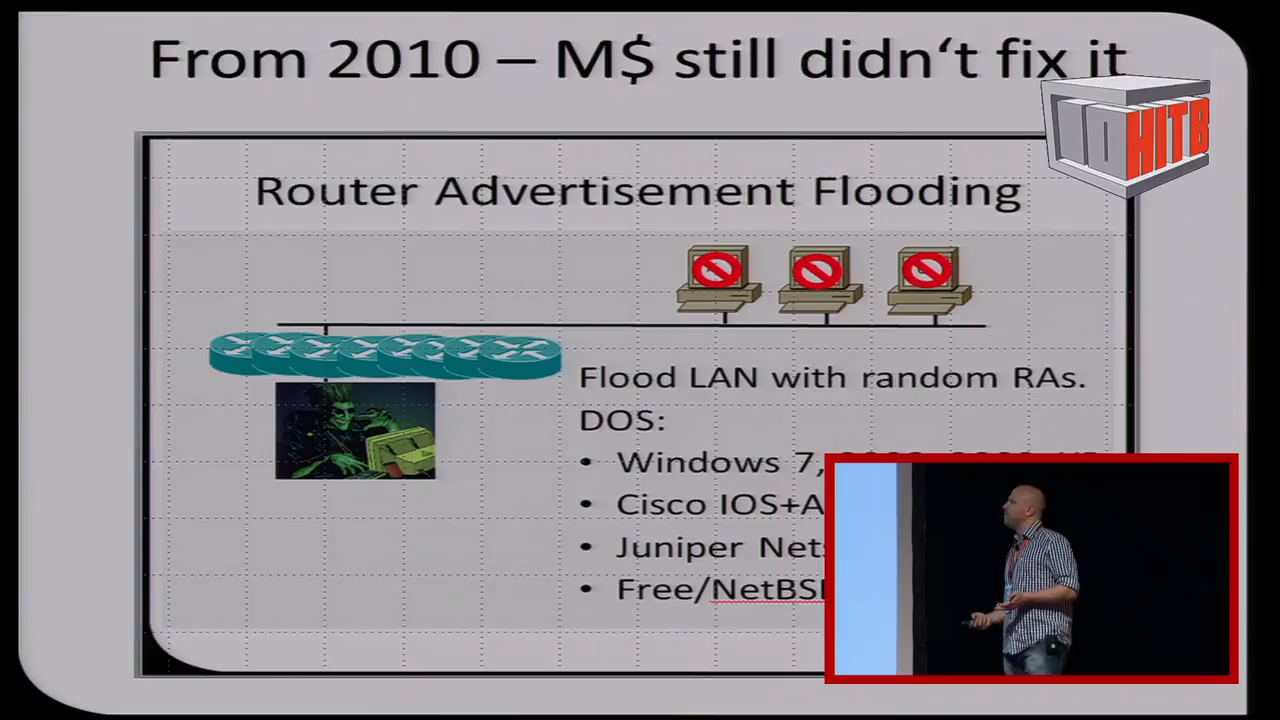 From 2010 – M$ still didn‘t fix it
HITB
Router Advertisement Flooding
Flood LAN with random RAs.
DOS:
• Windows 7,
• Cisco IOS+A
• Juniper Net
• Free/NetBS